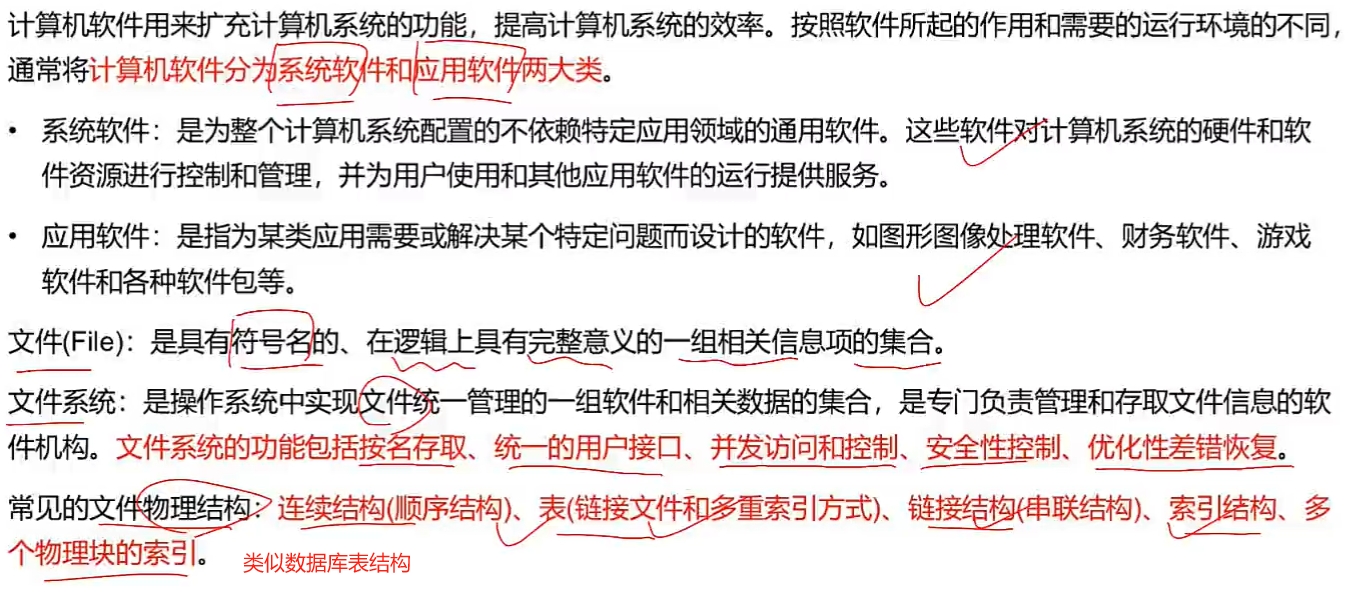 计算机软件用来扩充计算机系统的功能，提高计算机系统的效率。按照软件所起的作用和需要的运行环境的不同，
通常将计算机软件分为系统软件和应用软件两大类。
• 系统软件：是为整个计算机系统配置的不依赖特定应用领域的通用软件。这些软件对计算机系统的硬件和软
件资源进行控制和管理，并为用户使用和其他应用软件的运行提供服务。
• 应用软件：是指为某类应用需要或解决某个特定问题而设计的软件，如图形图像处理软件、财务软件、游戏
软件和各种软件包等。
文件(File)：是具有符号名的、在逻辑上具有完整意义的一组相关信息项的集合。
文件系统：是操作系统中实现文件统一管理的一组软件和相关数据的集合，是专门负责管理和存取文件信息的软
件机构。文件系统的功能包括按名存取、统一的用户接口、并发访问和控制、安全性控制、优化性差错恢复。
常见的文件物理结构：连续结构(顺序结构)、表(链接文件和多重索引方式)、链接结构(串联结构)、索引结构、多
个物理块的索引。
类似数据库表结构